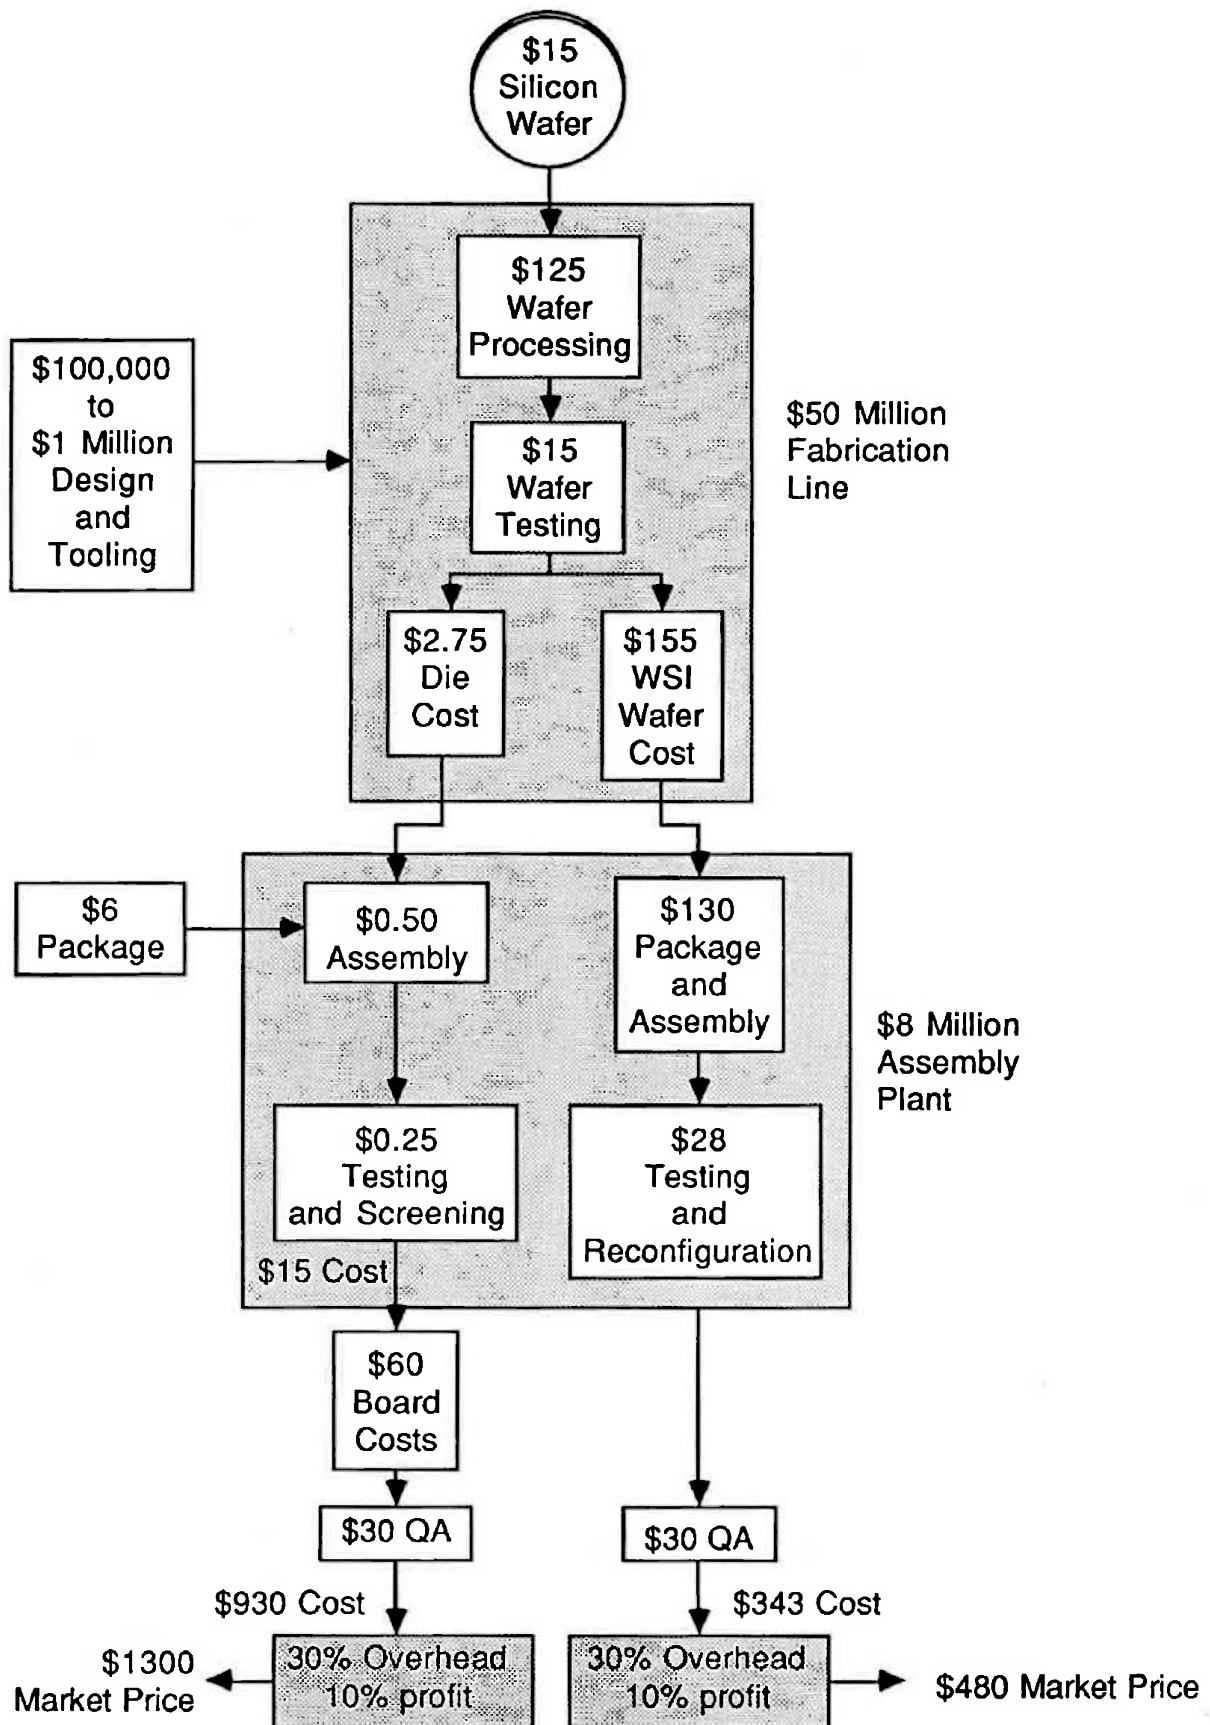 $15
Silicon
Wafer
$125
Wafer
Processing
$100,000
to
$1 Million
Design
and
Tooling
$15
Wafer
Testing
$50 Million
Fabrication
Line
$2.75
Die
Cost
$155
WSI
Wafer
Cost
$6
Package
$0.50
Assembly
$130
Package
and
Assembly
$8 Million
Assembly
Plant
$0.25
Testing
and Screening
$28
Testing
and
Reconfiguration
$15 Cost
$60
Board
Costs
$30 QA
$30 QA
$930 Cost
$343 Cost
30% Overhead
10% profit
30% Overhead
10% profit
$1300
Market Price
$480 Market Price